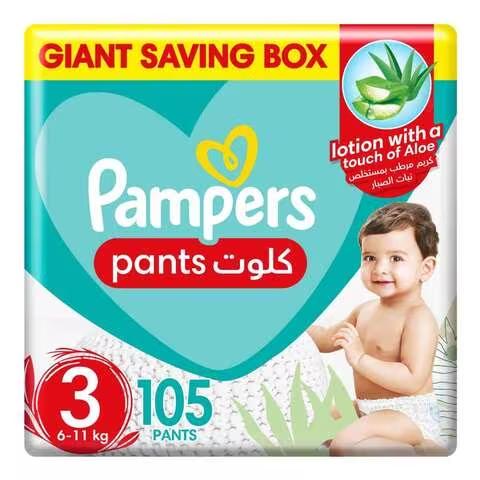 GIANT SAVING BOX
lotion with a
touch of Aloe
كريم مرطب بمستخلص
نبات الصبار
Pampers
pants كلوت
3
6-11 kg
105
PANTS